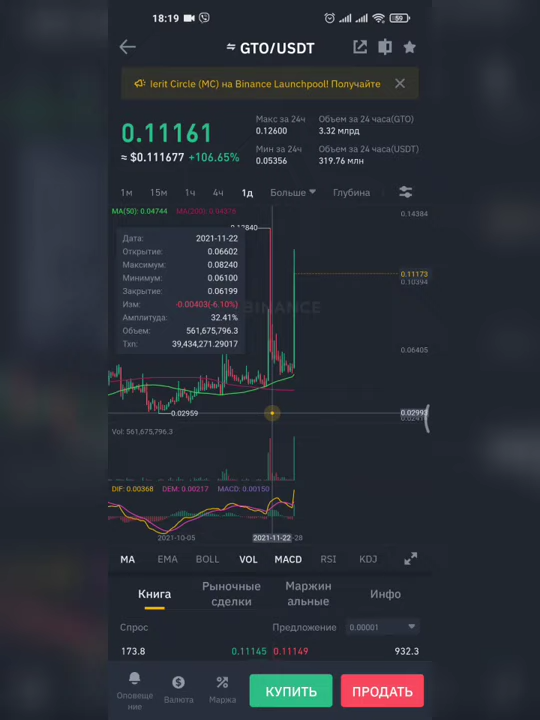 18:19
59
GTO/USDT
lerit Circle (MC) на Binance Launchpool! Получайте
0.11161
≈ $0.111677 +106.65%
Макс за 24ч
0.12600
Объем за 24 часа(GTO)
3.32 млрд
Мин за 24ч
0.05356
Объем за 24 часа(USDT)
319.76 млн
1м 15м 1ч 4ч 1д Больше Глубина
MA(50): 0.04744
0.14384
Дата: 2021-11-22
Открытие: 0.06602
Максимум: 0.08240
Минимум: 0.06100
Закрытие: 0.06199
Изм: -0.00403(-6.10%)
Амплитуда: 32.41%
Объем: 561,675,796.3
Тхп: 39,434,271.29017
BINANCE
0.11173
0.10394
0.06405
0.02959
0.02993
Vol: 561,675,796.3
DIF: 0.00368 DEM: 0.00217 MACD: 0.00150
2021-10-05 2021-11-22 -28
MA EMA BOLL VOL MACD RSI KDJ
Книга
Рыночные
сделки
Маржин
альные
Инфо
Спрос Предложение 0.00001
173.8 0.11145 0.11149 932.3
Оповеще
ние
Валюта
Маржа
КУПИТЬ
ПРОДАТЬ